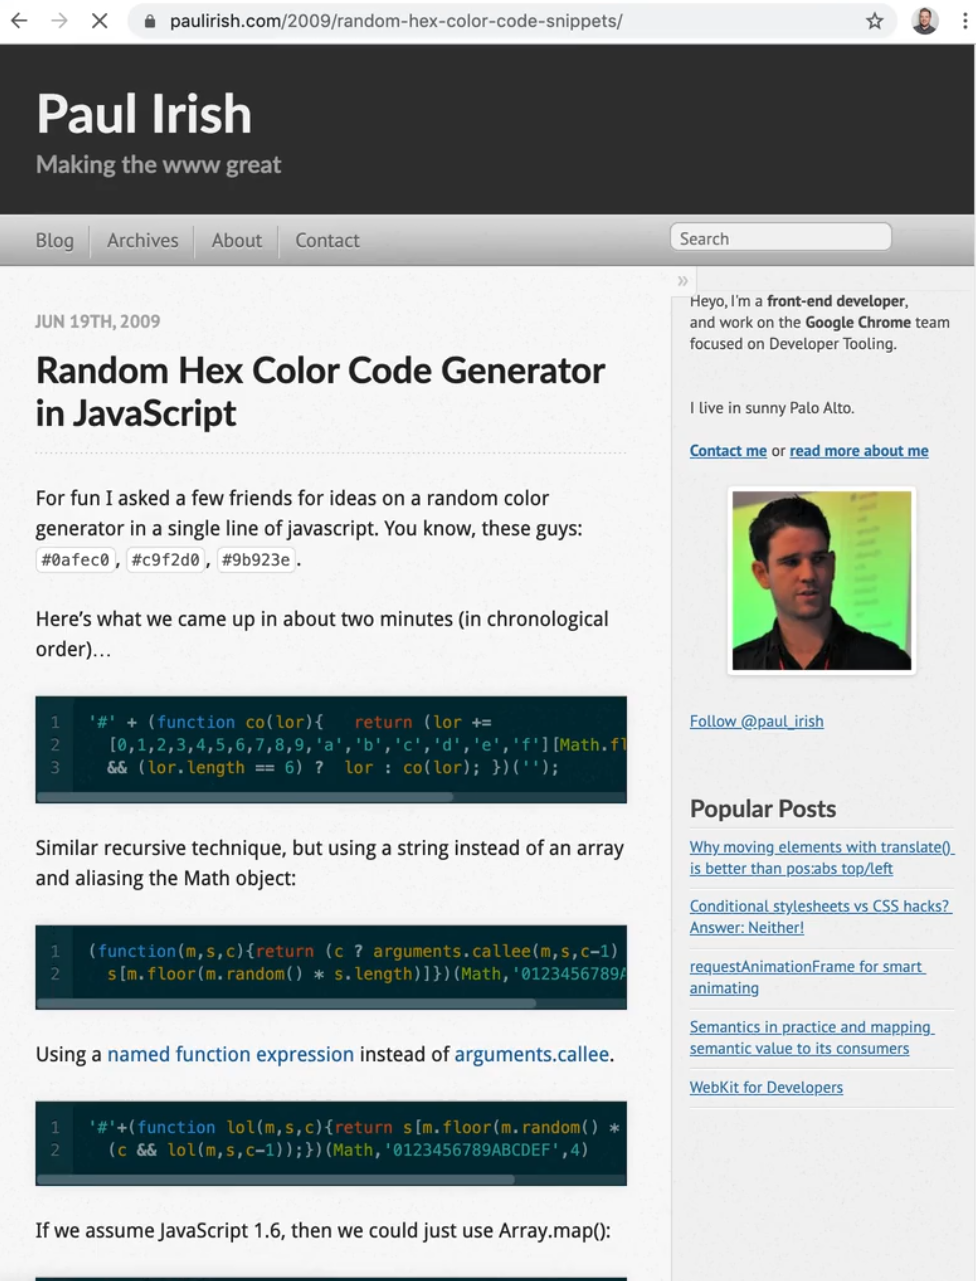 paulirish.com/2009/random-hex-color-code-snippets/
Paul Irish
Making the www great
Blog
Archives
About
Contact
Search
JUN 19TH, 2009
Random Hex Color Code Generator
in JavaScript
For fun I asked a few friends for ideas on a random color
generator in a single line of javascript. You know, these guys:
#0afec0, #c9f2d0, #9b923e.
Here's what we came up in about two minutes (in chronological
order)…
1 '#' + (function co(lor){   return (lor +=
2 [0,1,2,3,4,5,6,7,8,9,'a','b','c','d','e','f'][Math.fl
3 && (lor.length == 6) ?  lor : co(lor); })('');
Similar recursive technique, but using a string instead of an array
and aliasing the Math object:
1 (function(m,s,c){return (c ? arguments.callee(m,s,c-1)
2 s[m.floor(m.random() * s.length)]})(Math,'0123456789A
Using a named function expression instead of arguments.callee.
1 '#'+(function lol(m,s,c){return s[m.floor(m.random() *
2 (c && lol(m,s,c-1));})(Math,'0123456789ABCDEF',4)
If we assume JavaScript 1.6, then we could just use Array.map():
»
Heyo, I'm a front-end developer,
and work on the Google Chrome team
focused on Developer Tooling.
I live in sunny Palo Alto.
Contact me or read more about me
Follow @paul_irish
Popular Posts
Why moving elements with translate()
is better than pos:abs top/left
Conditional stylesheets vs CSS hacks?
Answer: Neither!
requestAnimationFrame for smart
animating
Semantics in practice and mapping
semantic value to its consumers
WebKit for Developers